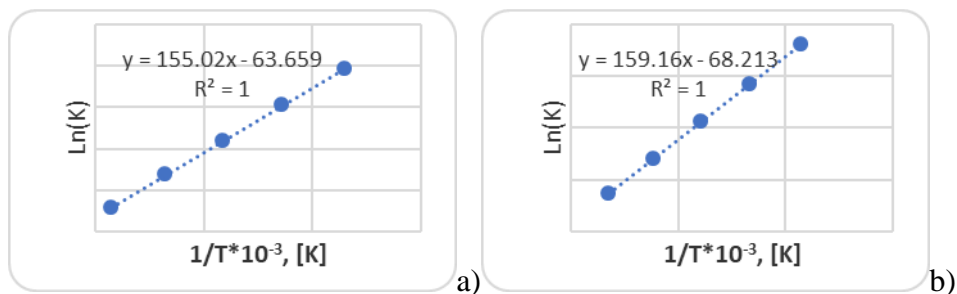 y = 155.02x - 63.659
R² = 1
Ln(K)
1/T*10⁻³, [K]
a)
y = 159.16x - 68.213
R² = 1
Ln(K)
1/T*10⁻³, [K]
b)